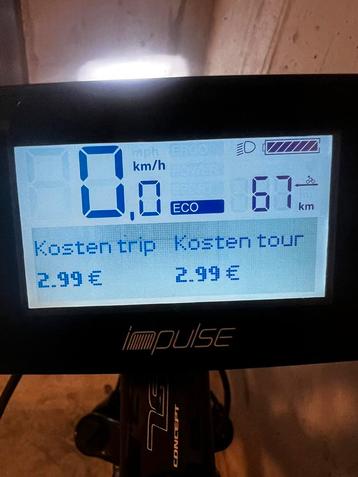 0,0 km/h
ECO
67 km
Kosten trip Kosten tour
2.99 € 2.99 €
impulse
CONCEPT